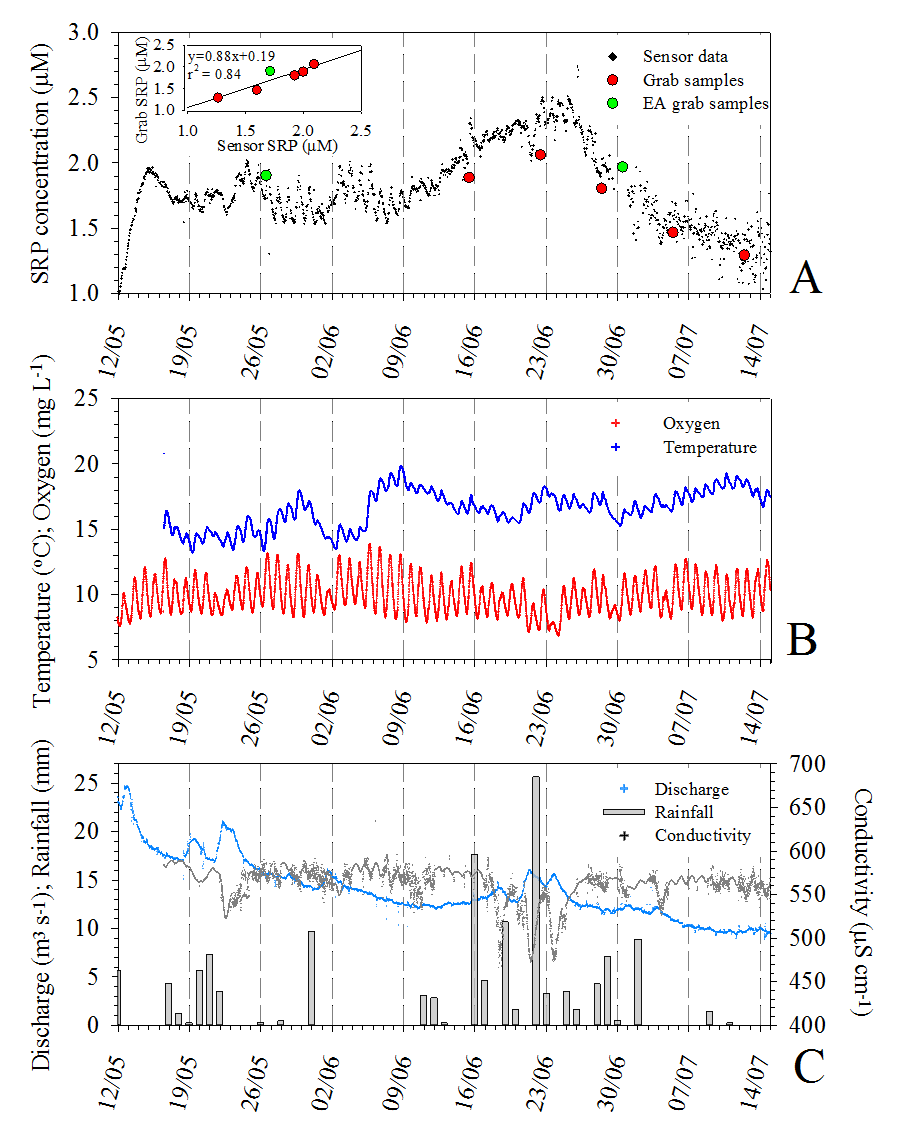 3.0
2.5
2.0
1.5
1.0
SRP concentration (µM)
2.5
2.0
1.5
1.0
Grab SRP (µM)
y=0.88x+0.19
r² = 0.84
1.0 1.5 2.0 2.5
Sensor SRP (µM)
Sensor data
Grab samples
EA grab samples
A
12/05 19/05 26/05 02/06 09/06 16/06 23/06 30/06 07/07 14/07
25
20
15
10
5
Temperature (ºC); Oxygen (mg L-1)
Oxygen
Temperature
B
12/05 19/05 26/05 02/06 09/06 16/06 23/06 30/06 07/07 14/07
25
20
15
10
5
0
Discharge (m3 s-1); Rainfall (mm)
Discharge
Rainfall
Conductivity
700
650
600
550
500
450
400
Conductivity (µS cm-1)
C
12/05 19/05 26/05 02/06 09/06 16/06 23/06 30/06 07/07 14/07